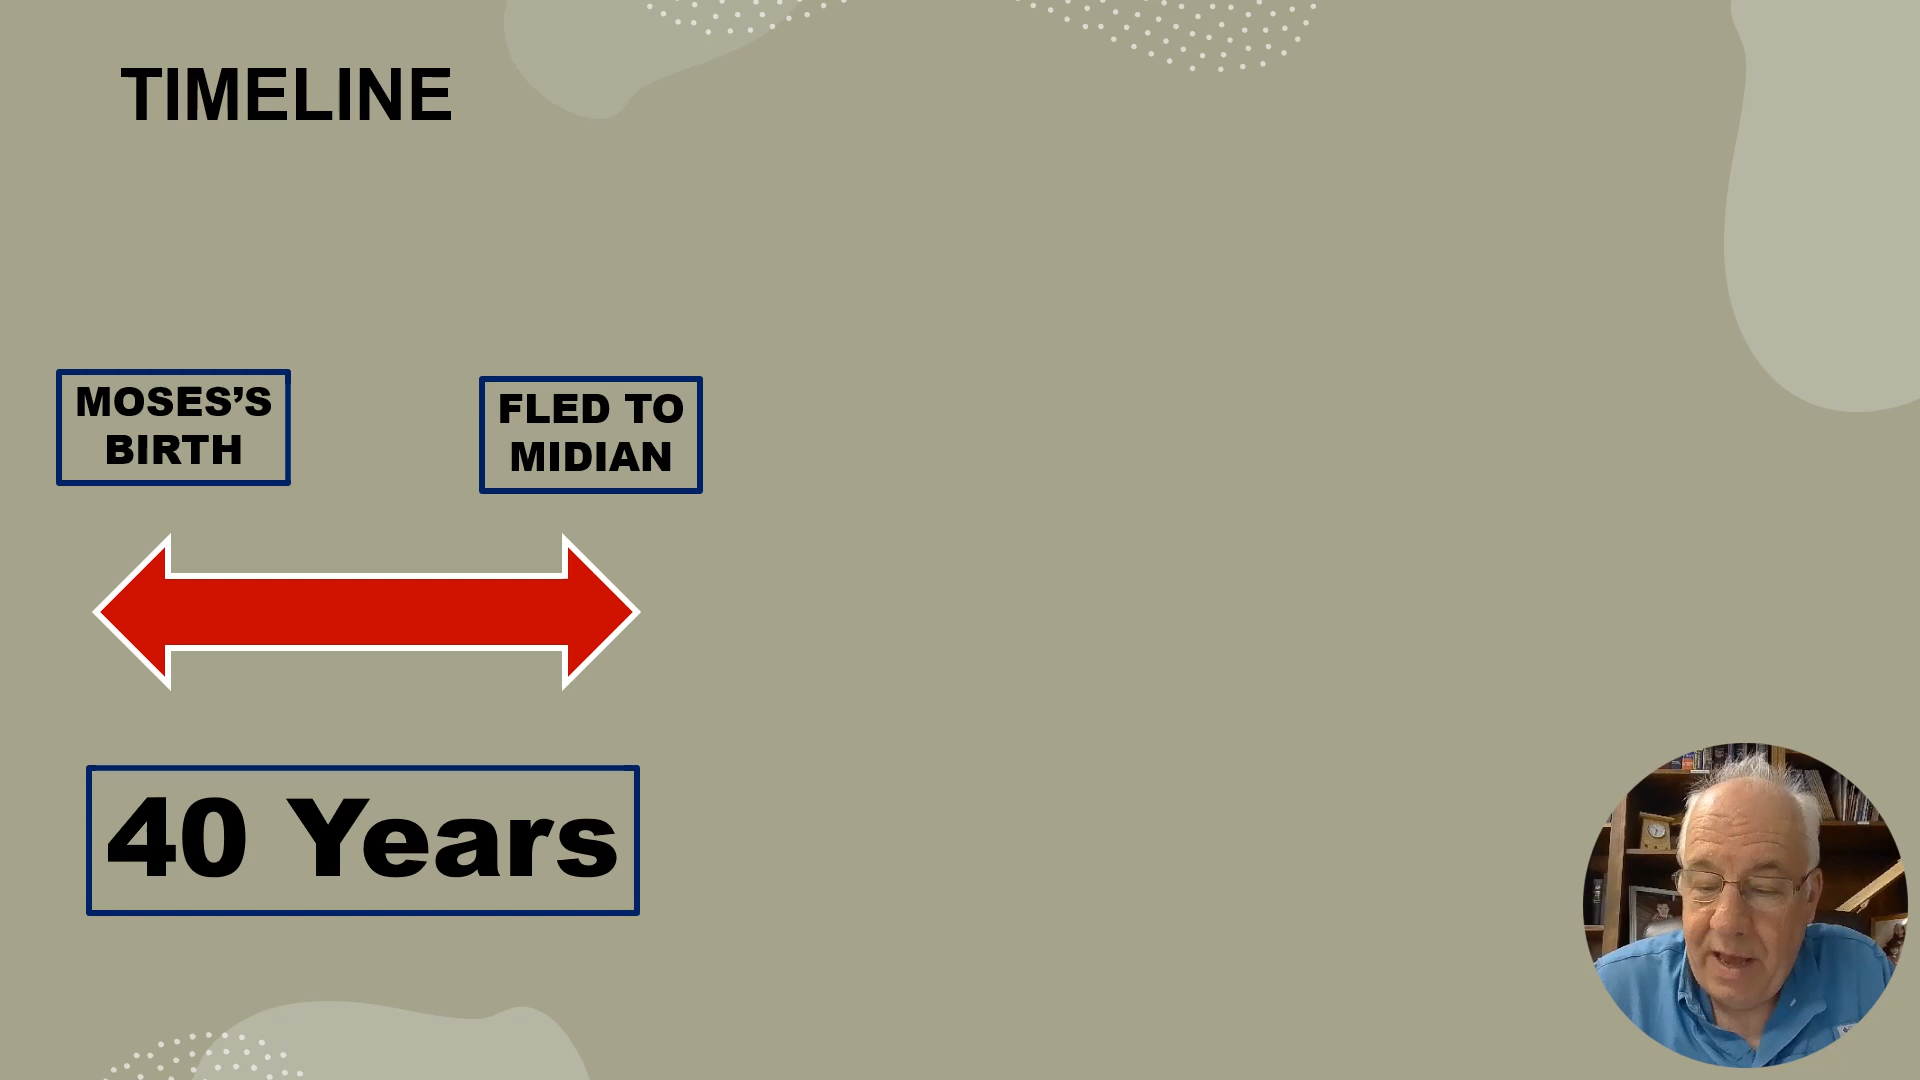 TIMELINE
MOSES’S
BIRTH
FLED TO
MIDIAN
40 Years